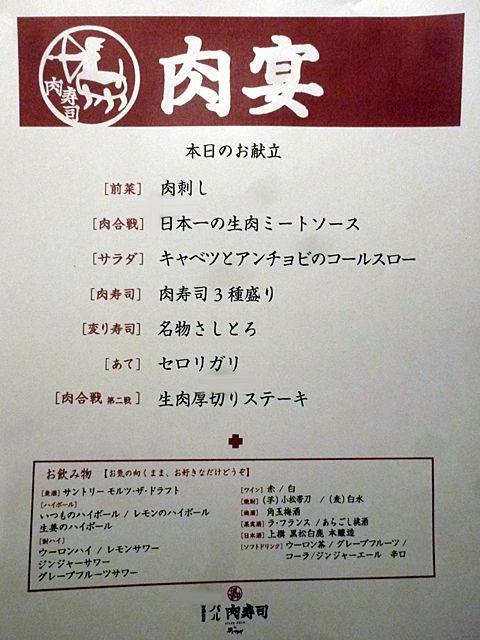 肉寿司
肉宴
本日のお献立
[前菜] 肉刺し
[肉合戦] 日本一の生肉ミートソース
[サラダ] キャベツとアンチョビのコールスロー
[肉寿司] 肉寿司3種盛り
[変り寿司] 名物さしとろ
[あて] セロリガリ
[肉合戦 第二戦] 生肉厚切りステーキ
お飲み物 【お気の向くまま、お好きなだけどうぞ】
[麦酒] サントリー モルツ・ザ・ドラフト
[ハイボール]
いつものハイボール / レモンのハイボール
生姜のハイボール
[酎ハイ]
ウーロンハイ / レモンサワー
ジンジャーサワー
グレープフルーツサワー
[ワイン] 赤 / 白
[焼酎] (芋) 小松帯刀 / (麦) 白水
[梅酒] 角玉梅酒
[果実酒] ラ・フランス / あらごし桃酒
[日本酒] 上撰 黒松白鹿 本醸造
[ソフトドリンク] ウーロン茶 / グレープフルーツ /
コーラ/ジンジャーエール 辛口
バル 肉寿司